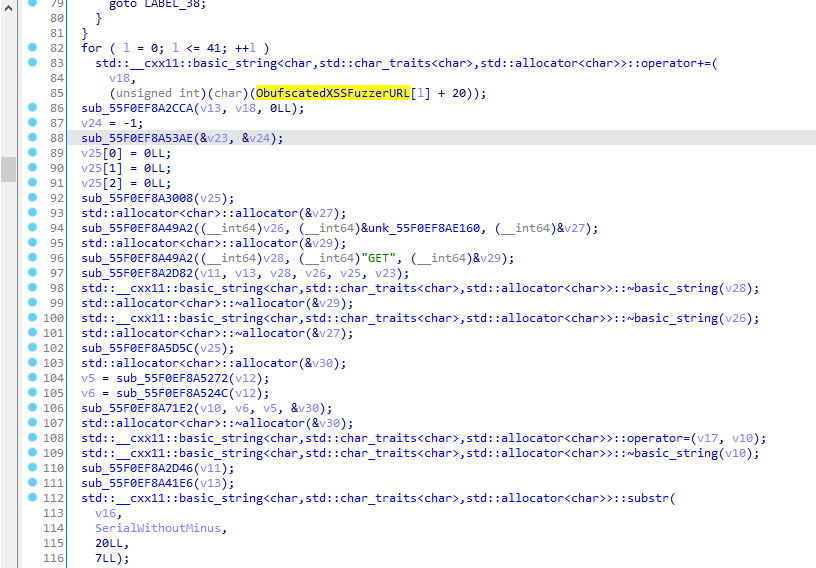 79 goto LABEL_38;
80 }
81 }
82 for ( l = 0; l <= 41; ++l )
83 std::__cxx11::basic_string<char,std::char_traits<char>,std::allocator<char>>::operator+=(
84 v18,
85 (unsigned int)(char)(ObufscatedXSSFuzzerURL[l] + 20));
86 sub_55F0EF8A2CCA(v13, v18, 0LL);
87 v24 = -1;
88 sub_55F0EF8A53AE(&v23, &v24);
89 v25[0] = 0LL;
90 v25[1] = 0LL;
91 v25[2] = 0LL;
92 sub_55F0EF8A3008(v25);
93 std::allocator<char>::allocator(&v27);
94 sub_55F0EF8A49A2((__int64)v26, (__int64)&unk_55F0EF8AE160, (__int64)&v27);
95 std::allocator<char>::allocator(&v29);
96 sub_55F0EF8A49A2((__int64)v28, (__int64)"GET", (__int64)&v29);
97 sub_55F0EF8A2D82(v11, v13, v28, v26, v25, v23);
98 std::__cxx11::basic_string<char,std::char_traits<char>,std::allocator<char>>::~basic_string(v28);
99 std::allocator<char>::~allocator(&v29);
100 std::__cxx11::basic_string<char,std::char_traits<char>,std::allocator<char>>::~basic_string(v26);
101 std::allocator<char>::~allocator(&v27);
102 sub_55F0EF8A5D5C(v25);
103 std::allocator<char>::allocator(&v30);
104 v5 = sub_55F0EF8A5272(v12);
105 v6 = sub_55F0EF8A524C(v12);
106 sub_55F0EF8A71E2(v10, v6, v5, &v30);
107 std::allocator<char>::~allocator(&v30);
108 std::__cxx11::basic_string<char,std::char_traits<char>,std::allocator<char>>::operator=(v17, v10);
109 std::__cxx11::basic_string<char,std::char_traits<char>,std::allocator<char>>::~basic_string(v10);
110 sub_55F0EF8A2D46(v11);
111 sub_55F0EF8A41E6(v13);
112 std::__cxx11::basic_string<char,std::char_traits<char>,std::allocator<char>>::substr(
113 v16,
114 SerialWithoutMinus,
115 20LL,
116 7LL);